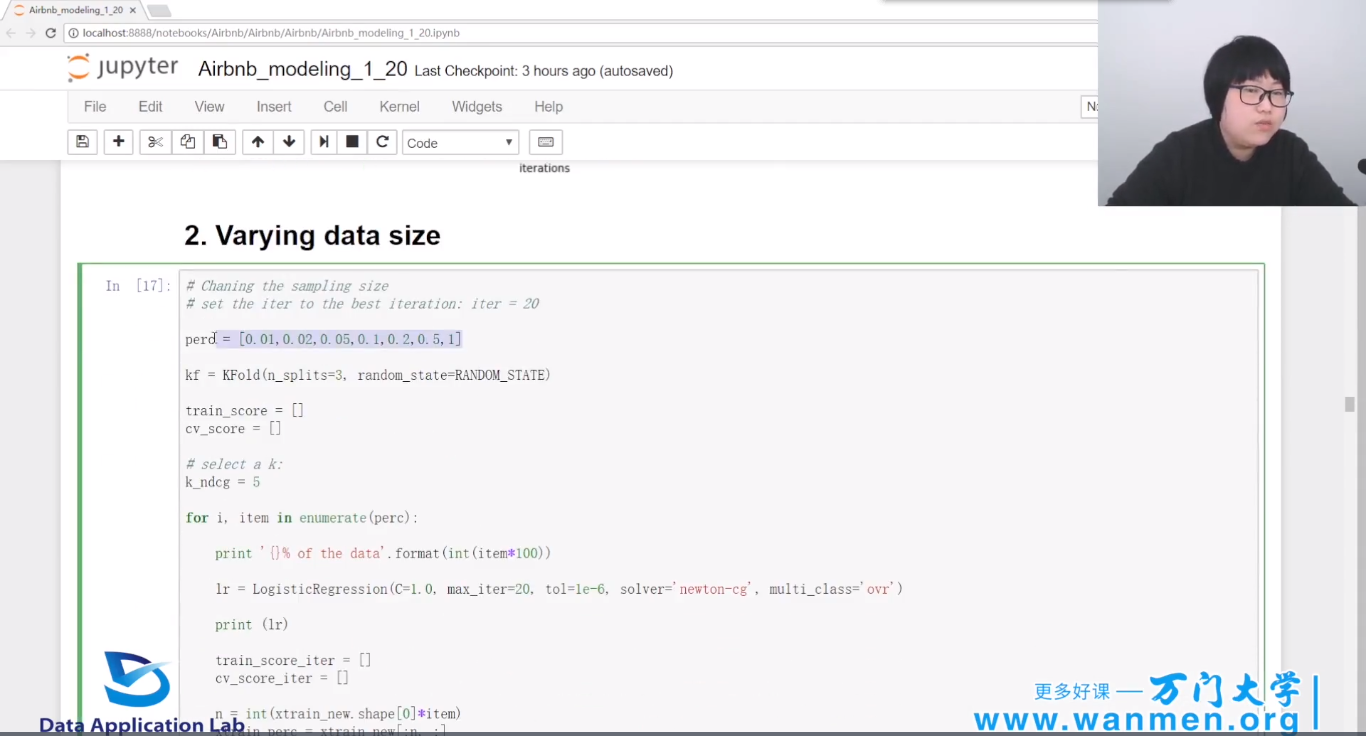 Airbnb_modeling_1_20
localhost:8888/notebooks/Airbnb/Airbnb/Airbnb/Airbnb_modeling_1_20.ipynb
jupyter Airbnb_modeling_1_20 Last Checkpoint: 3 hours ago (autosaved)
File Edit View Insert Cell Kernel Widgets Help
Code
iterations
2. Varying data size
In [17]:
# Chaning the sampling size
# set the iter to the best iteration: iter = 20
perc = [0.01,0.02,0.05,0.1,0.2,0.5,1]
kf = KFold(n_splits=3, random_state=RANDOM_STATE)
train_score = []
cv_score = []
# select a k:
k_ndcg = 5
for i, item in enumerate(perc):
print '{}% of the data'.format(int(item*100))
lr = LogisticRegression(C=1.0, max_iter=20, tol=1e-6, solver='newton-cg', multi_class='ovr')
print (lr)
train_score_iter = []
cv_score_iter = []
n = int(xtrain_new.shape[0]*item)
xtrain_perc = xtrain_new[:n, :]
Data Application Lab
更多好课 — 万门大学
www.wanmen.org